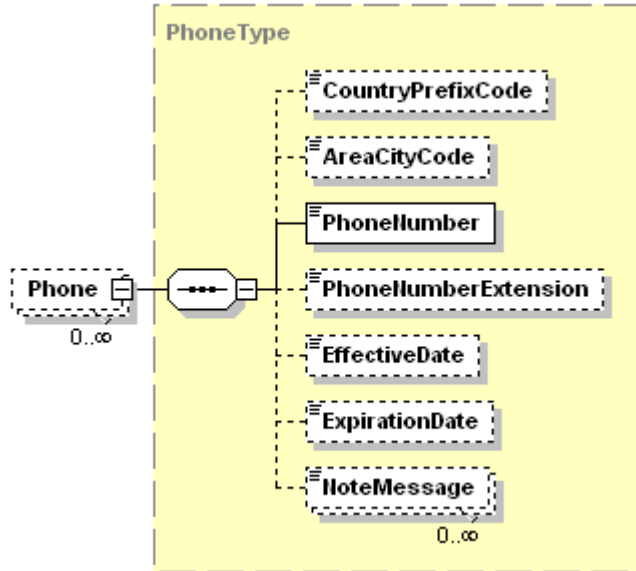 PhoneType
CountryPrefixCode
AreaCityCode
PhoneNumber
Phone
0..∞
PhoneNumberExtension
EffectiveDate
ExpirationDate
NoteMessage
0..∞